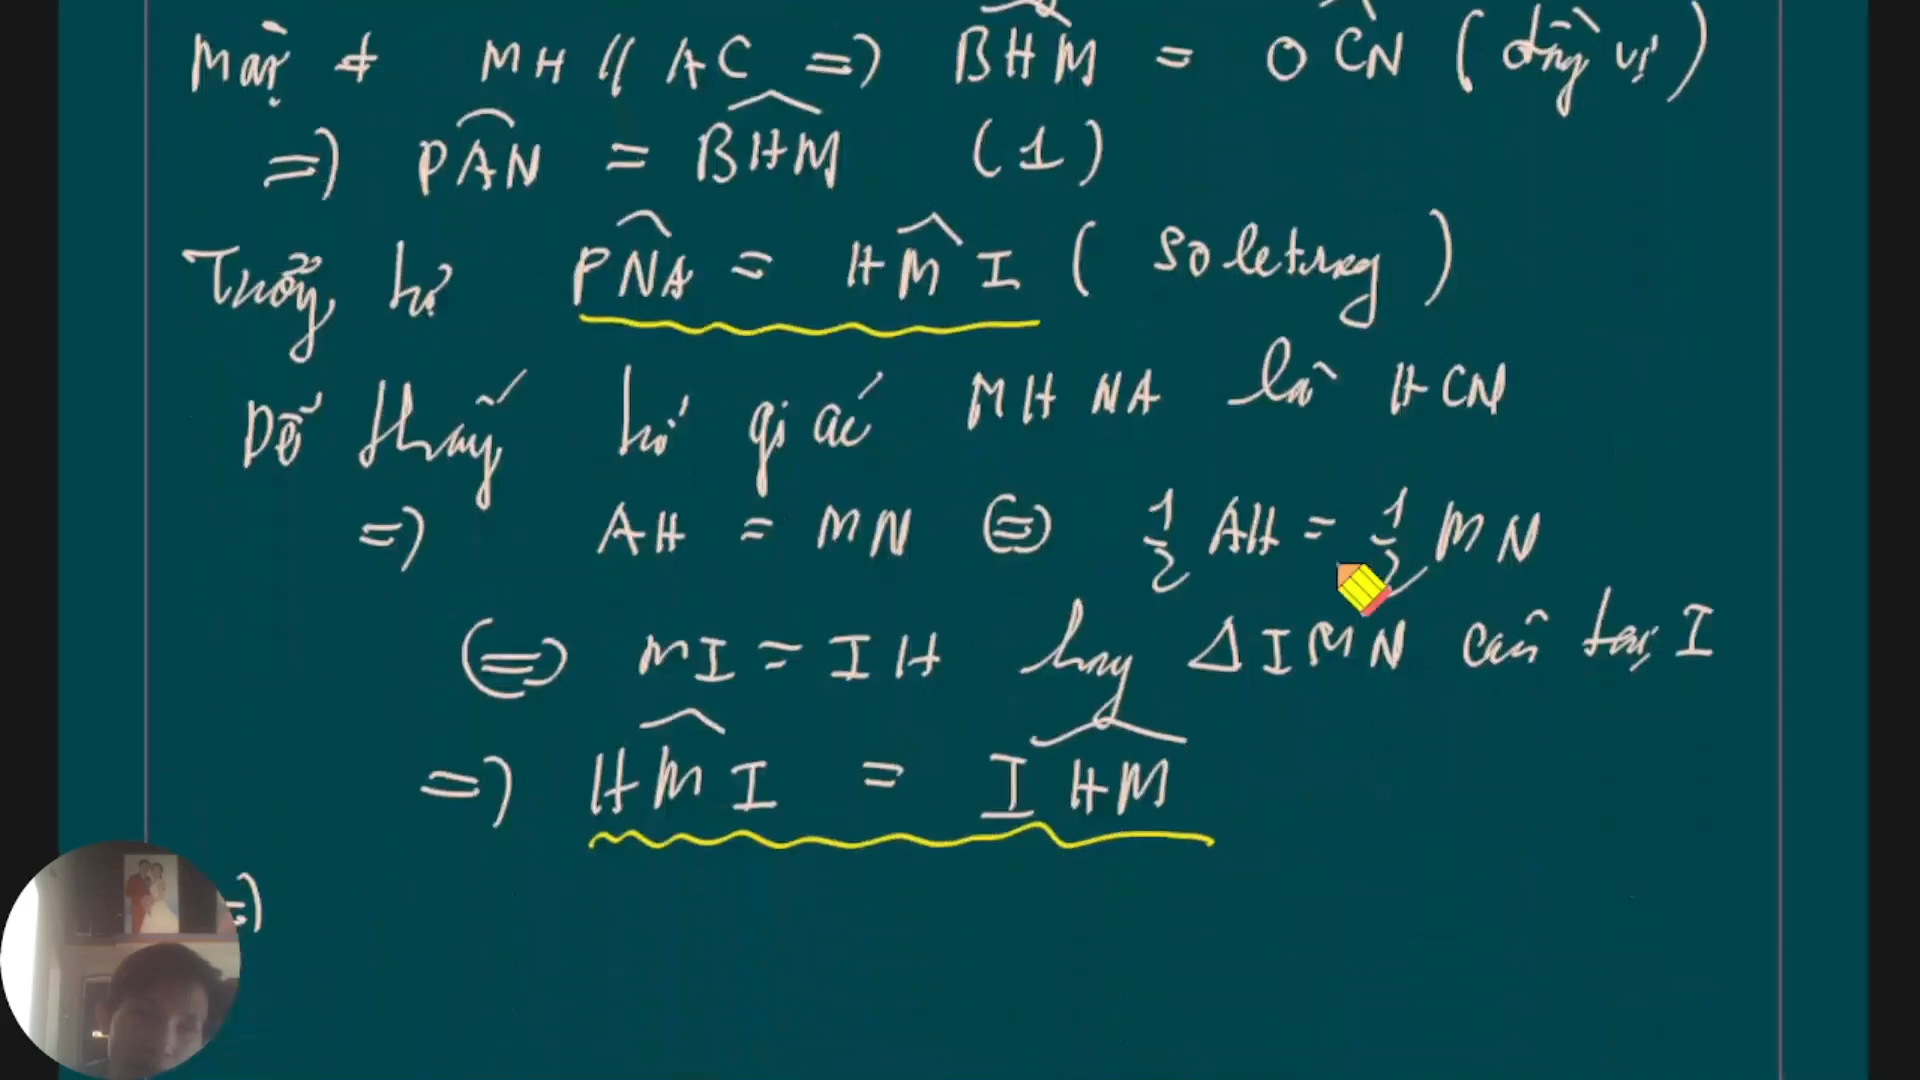 Mặt ≠ MH // AC => BHM = OCN (đồng vị)
=> PAN = BHM (1)
Tương tự PNA = HMI (so le trong)
Dễ thấy tứ giác MHNA là HCN
=> AH = MN <=> 1/2 AH = 1/2 MN
<=> MI = IH hay Δ IMN cân tại I
=> HMI = IHM
=>